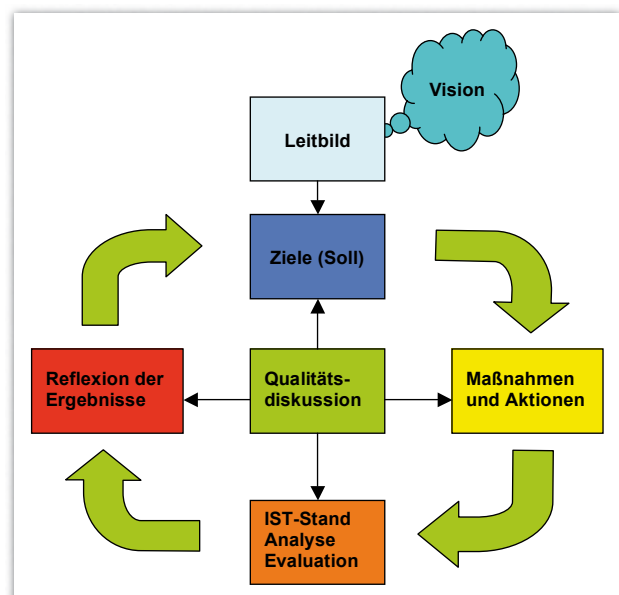 Vision
Leitbild
Ziele (Soll)
Reflexion der
Ergebnisse
Qualitäts-
diskussion
Maßnahmen
und Aktionen
IST-Stand
Analyse
Evaluation